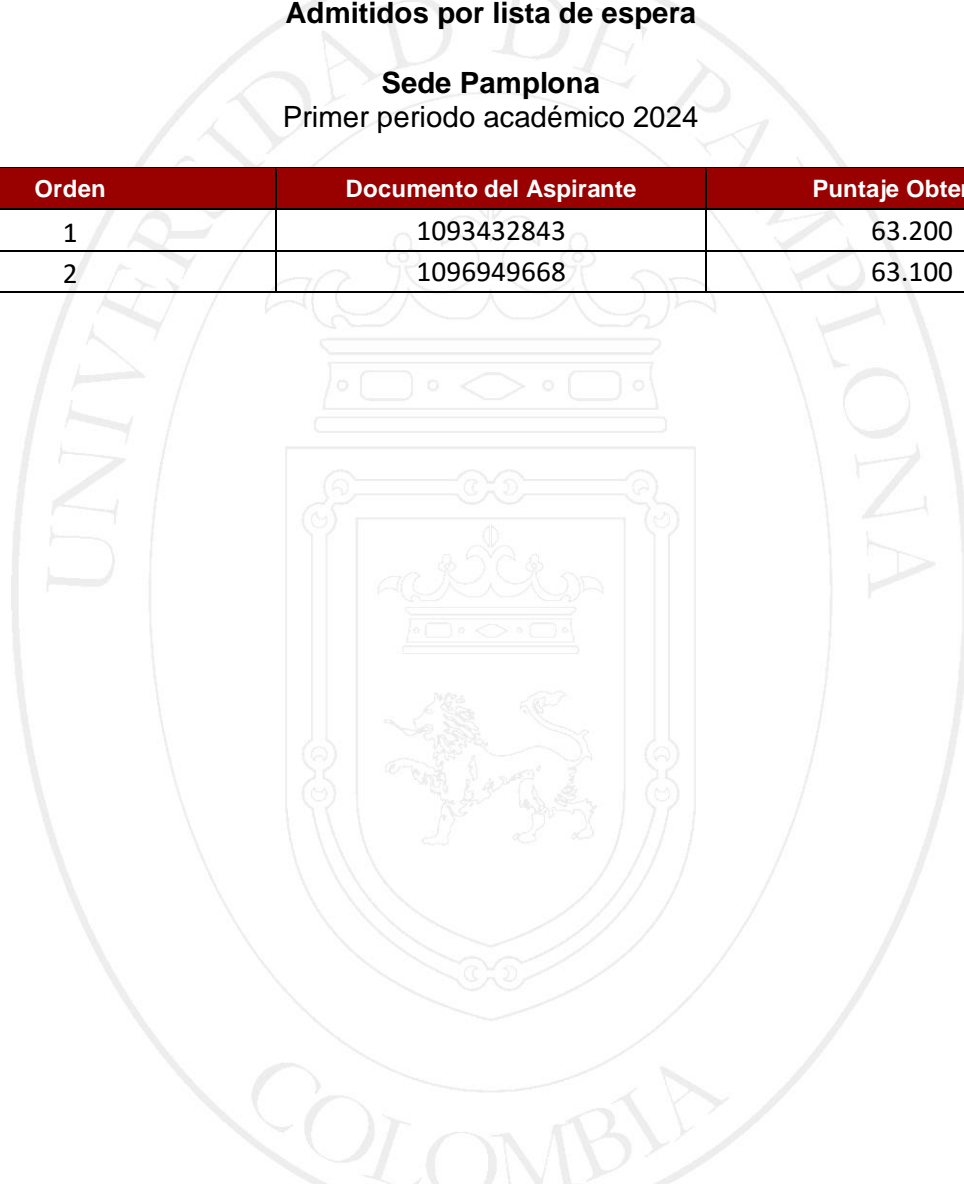 Admitidos por lista de espera
Sede Pamplona
Primer periodo académico 2024
Orden Documento del Aspirante Puntaje Obte
1 1093432843 63.200
2 1096949668 63.100
UNIVERSIDAD DE PAMPLONA
COLOMBIA